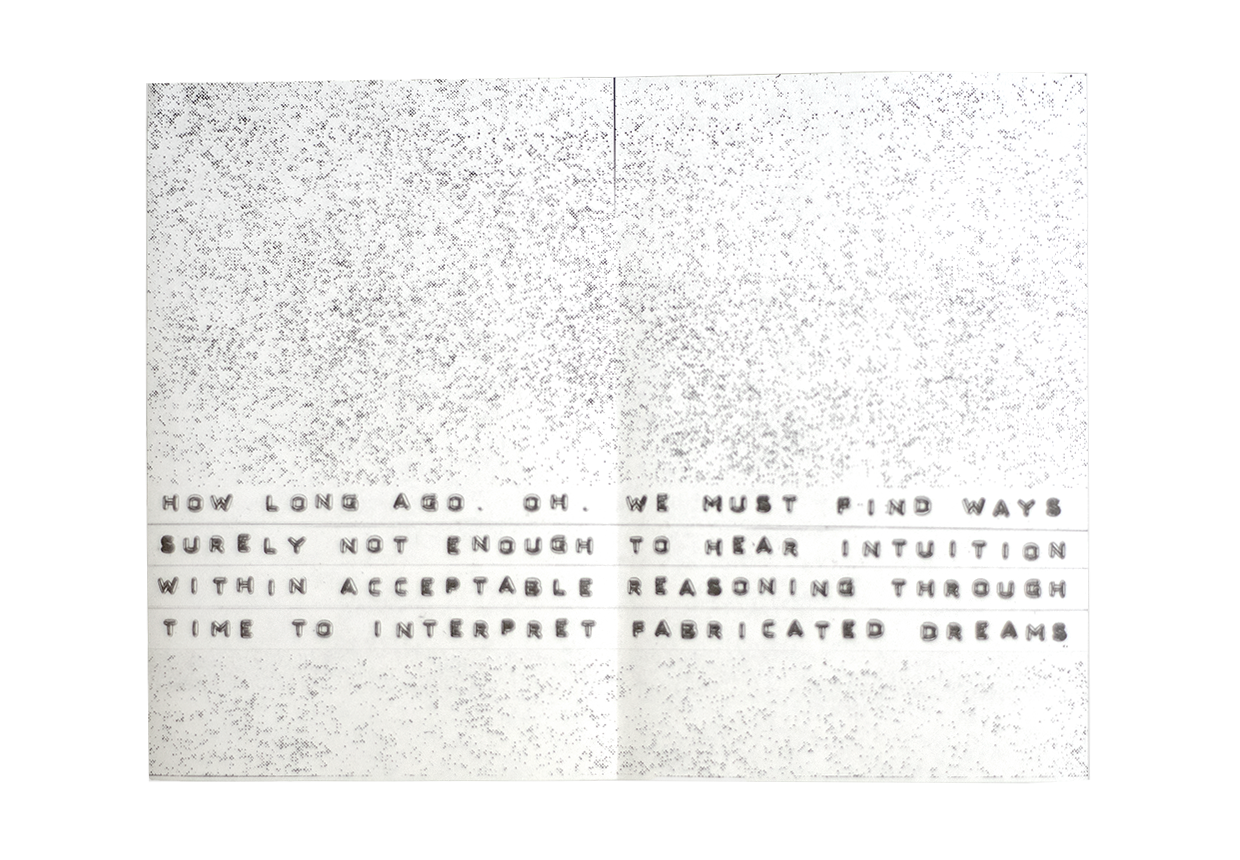 HOW LONG AGO. OH.
SURELY NOT ENOUGH
WITHIN ACCEPTABLE
TIME TO INTERPRET
WE MUST FIND WAYS
TO HEAR INTUITION
REASONING THROUGH
FABRICATED DREAMS